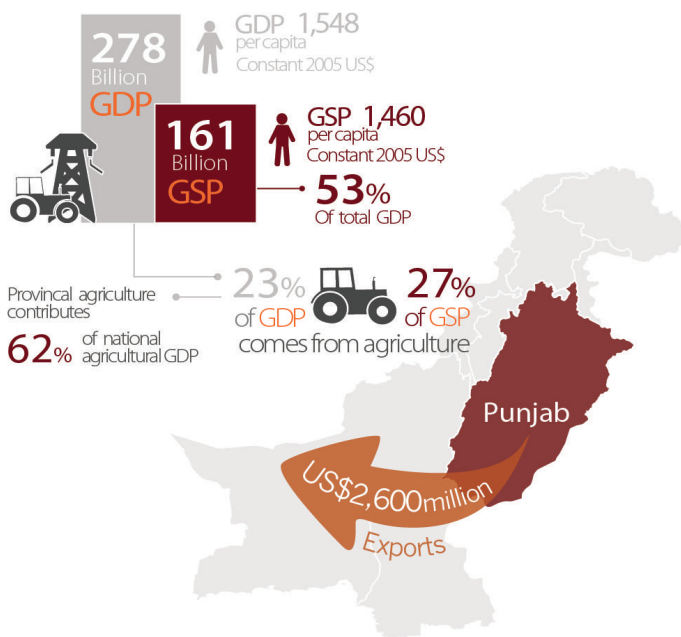 278
Billion
GDP
GDP 1,548
per capita
Constant 2005 US$
161
Billion
GSP
GSP 1,460
per capita
Constant 2005 US$
53%
Of total GDP
Provincal agriculture
contributes
62% of national
agricultural GDP
23%
of GDP
27%
of GSP
comes from agriculture
Punjab
US$2,600million
Exports